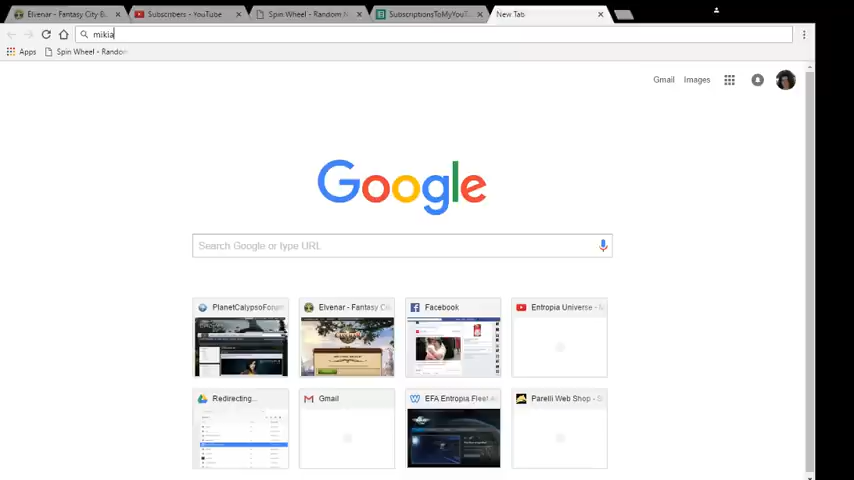 Elvenar - Fantasy City B
Subscribers - YouTube
Spin Wheel - Random N
SubscriptionsToMyYouT
New Tab
mikia
Apps
Spin Wheel - Random
Gmail
Images
Google
Search Google or type URL
PlanetCalypsoForum
Elvenar - Fantasy Cit
Facebook
Entropia Universe -
Redirecting...
Gmail
EFA Entropia Fleet A
Parelli Web Shop - S